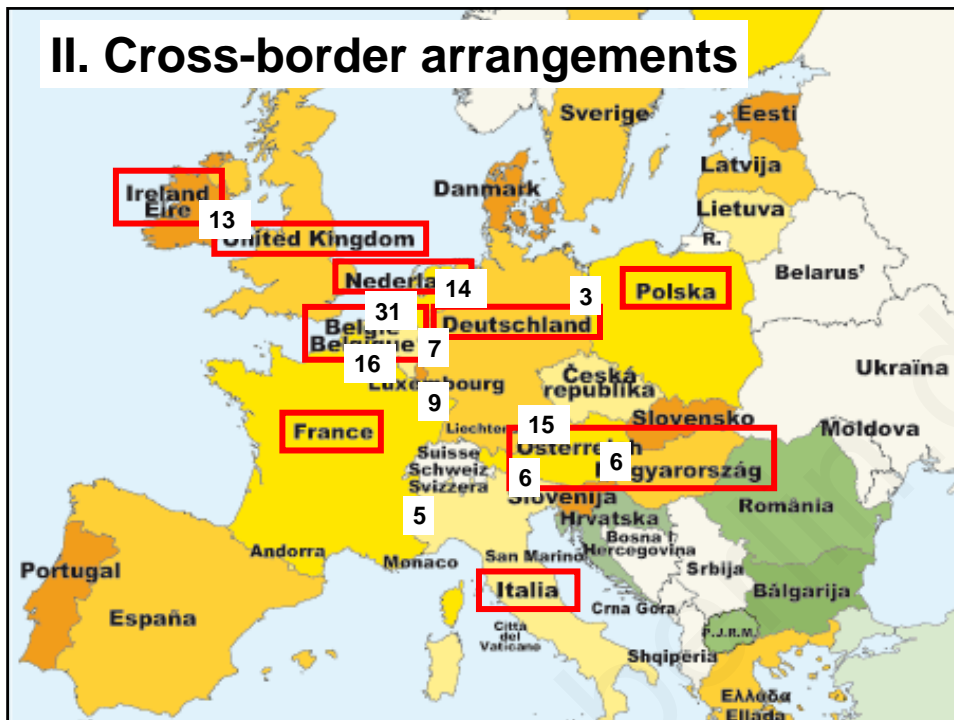 II. Cross-border arrangements
Sverige
Eesti
Latvija
Danmark
Lietuva
R.
Ireland
Eire
13
United Kingdom
Belarus'
Nederla
14
3
Polska
31
België
Belgique
Deutschland
7
16
Luxembourg
Česká
republika
Ukraïna
9
Slovensko
Moldova
France
Liechten
15
Österreich
Suisse
Schweiz
Svizzera
6
6
gyarország
Slovenija
România
5
Hrvatska
Bosna i
Hercegovina
Andorra
Monaco
San Marino
Srbija
Portugal
Italia
Bălgarija
España
Crna Gora
Città
del
Vaticano
P.J.R.M.
Shqipëria
Ελλάδα
Ellada